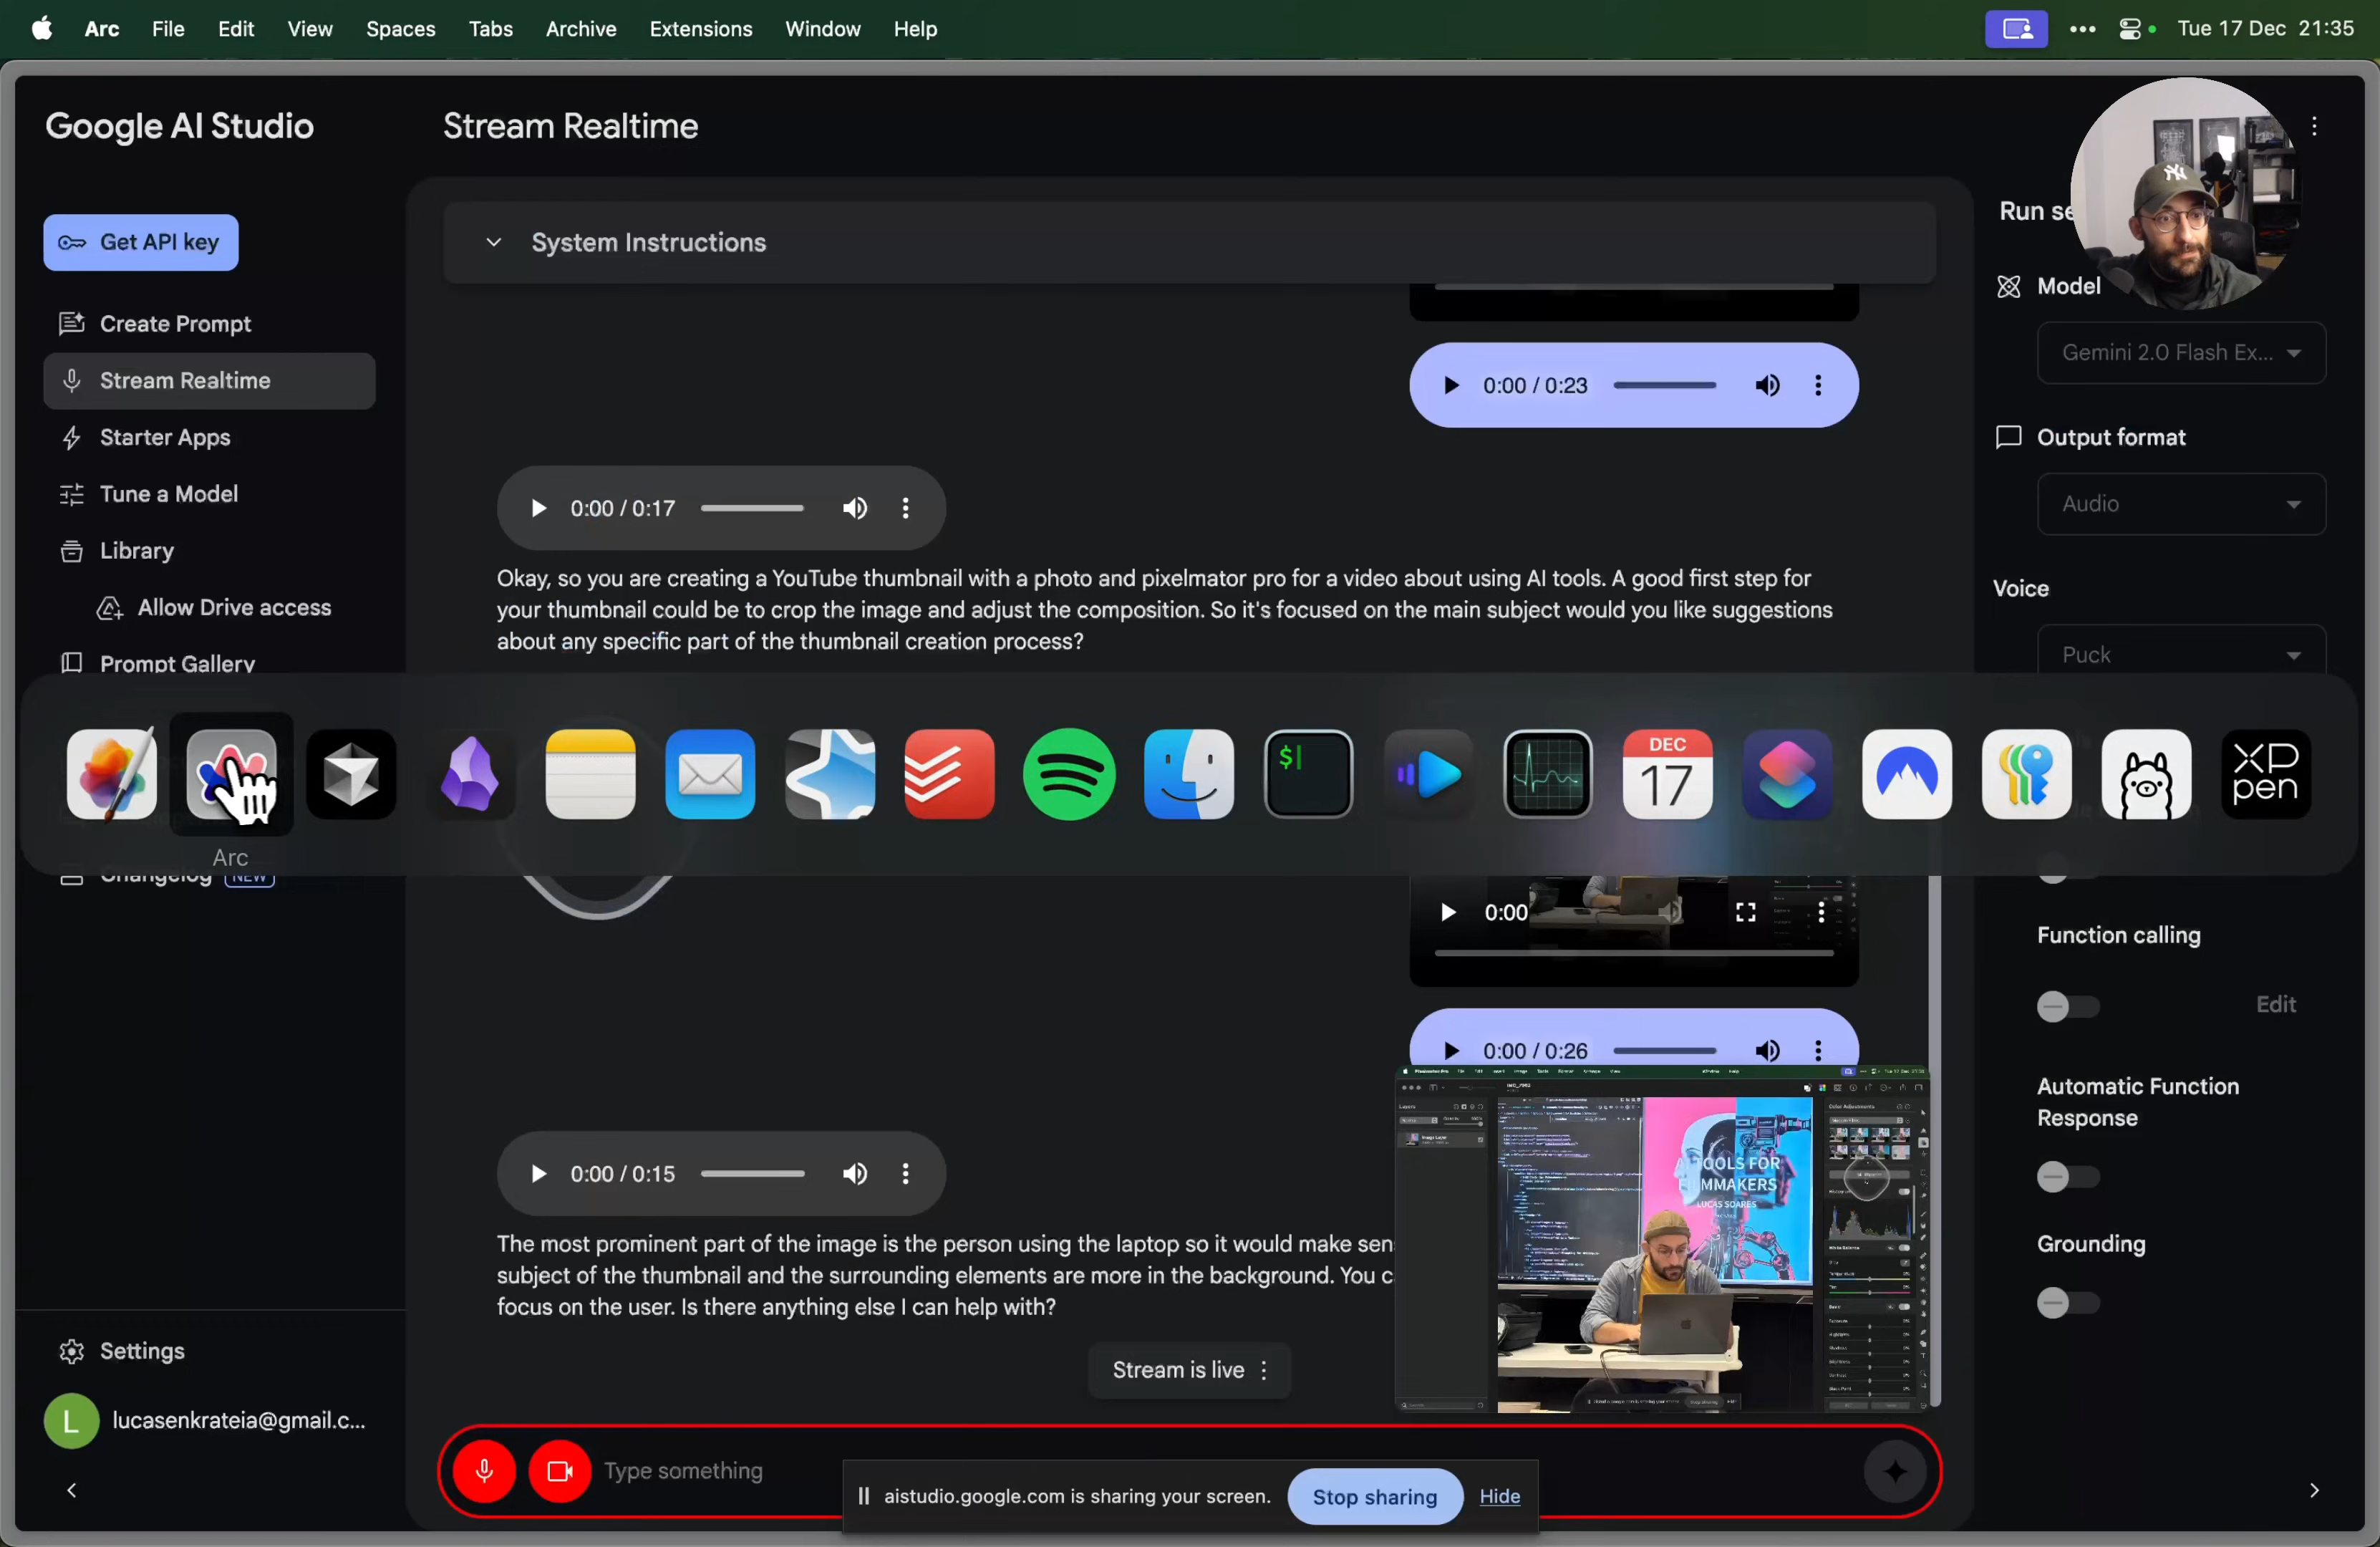 Arc File Edit View Spaces Tabs Archive Extensions Window Help
Tue 17 Dec 21:35
Google AI Studio
Stream Realtime
Get API key
System Instructions
Run se
Create Prompt
Model
Stream Realtime
Gemini 2.0 Flash Ex...
0:00 / 0:23
Starter Apps
Output format
Tune a Model
Audio
0:00 / 0:17
Library
Okay, so you are creating a YouTube thumbnail with a photo and pixelmator pro for a video about using AI tools. A good first step for
your thumbnail could be to crop the image and adjust the composition. So it's focused on the main subject would you like suggestions
about any specific part of the thumbnail creation process?
Voice
Allow Drive access
Puck
Prompt Gallery
$
DEC
17
XP
pen
Arc
Changelog NEW
0:00
Function calling
Edit
0:00 / 0:26
Automatic Function
Response
TOOLS FOR
LUCAS SOARES
0:00 / 0:15
The most prominent part of the image is the person using the laptop so it would make sen
subject of the thumbnail and the surrounding elements are more in the background. You c
focus on the user. Is there anything else I can help with?
Grounding
Stream is live
Settings
L
lucasenkrateia@gmail.c...
Type something
aistudio.google.com is sharing your screen.
Stop sharing
Hide